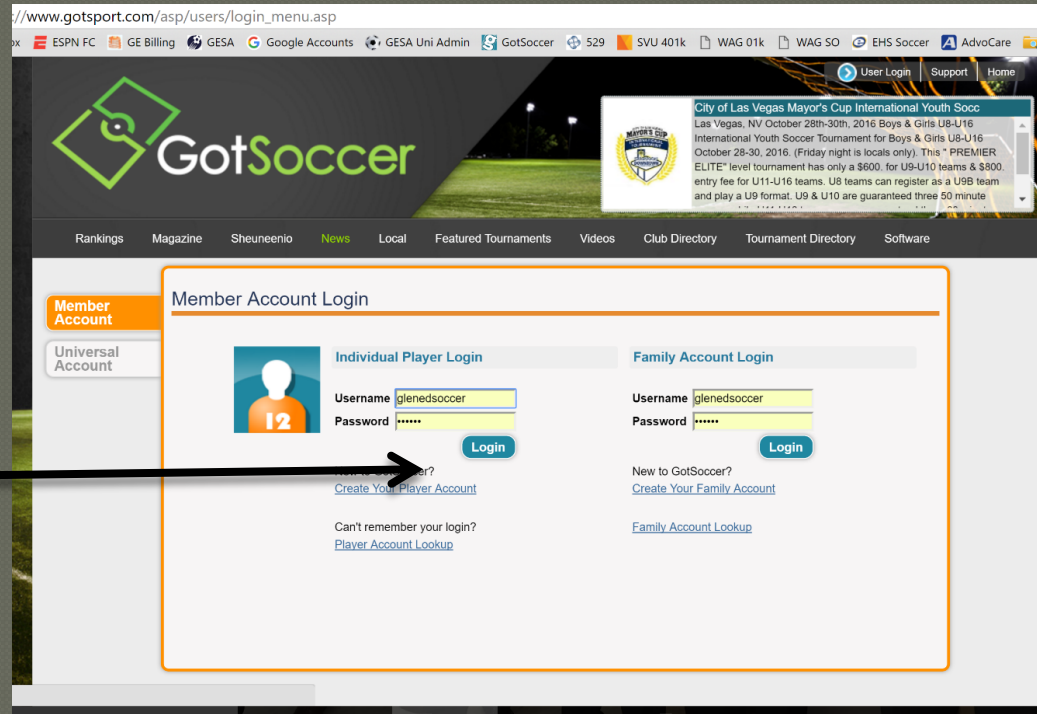 ://www.gotsport.com/asp/users/login_menu.asp
ox ESPN FC GE Billing GESA Google Accounts GESA Uni Admin GotSoccer 529 SVU 401k WAG 01k WAG SO EHS Soccer AdvoCare
User Login Support Home
GotSoccer
MAYOR'S CUP
City of Las Vegas Mayor's Cup International Youth Socc
Las Vegas, NV October 28th-30th, 2016 Boys & Girls U8-U16
International Youth Soccer Tournament for Boys & Girls U8-U16
October 28-30, 2016. (Friday night is locals only). This " PREMIER
ELITE" level tournament has only a $600. for U9-U10 teams & $800.
entry fee for U11-U16 teams. U8 teams can register as a U9B team
and play a U9 format. U9 & U10 are guaranteed three 50 minute
Rankings Magazine Sheuneenio News Local Featured Tournaments Videos Club Directory Tournament Directory Software
Member Account
Universal Account
Member Account Login
12
Individual Player Login
Username glenedsoccer
Password ••••••
Login
New to GotSoccer?
Create Your Player Account
Can't remember your login?
Player Account Lookup
Family Account Login
Username glenedsoccer
Password ••••••
Login
New to GotSoccer?
Create Your Family Account
Family Account Lookup